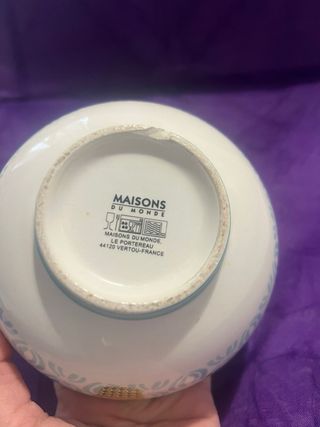 MAISONS
DU MONDE
MAISONS DU MONDE,
LE PORTEREAU
44120 VERTOU-FRANCE